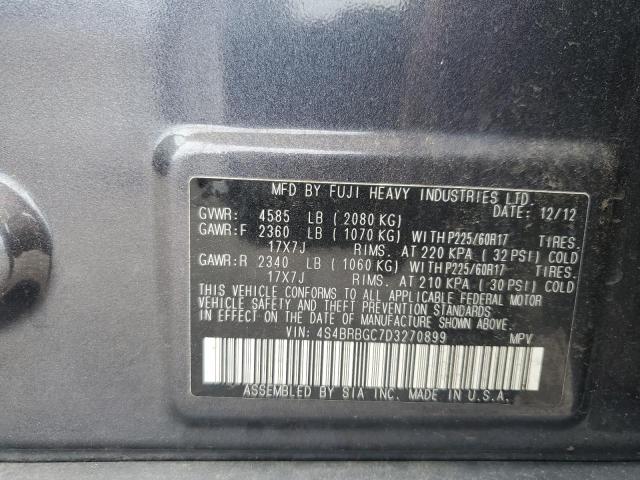 MFD BY FUJI HEAVY INDUSTRIES LTD.
DATE: 12/12
GVWR: 4585 LB ( 2080 KG)
GAWR:F 2360 LB ( 1070 KG) WITH P225/60R17 TIRES.
17X7J RIMS. AT 220 KPA ( 32 PSI) COLD
GAWR:R 2340 LB ( 1060 KG) WITH P225/60R17 TIRES.
17X7J RIMS. AT 210 KPA ( 30 PSI) COLD
THIS VEHICLE CONFORMS TO ALL APPLICABLE FEDERAL MOTOR
VEHICLE SAFETY AND THEFT PREVENTION STANDARDS
IN EFFECT ON THE DATE OF MANUFACTURE SHOWN ABOVE.
VIN: 4S4BRBGC7D3270899 MPV
ASSEMBLED BY SIA INC. MADE IN U.S.A.